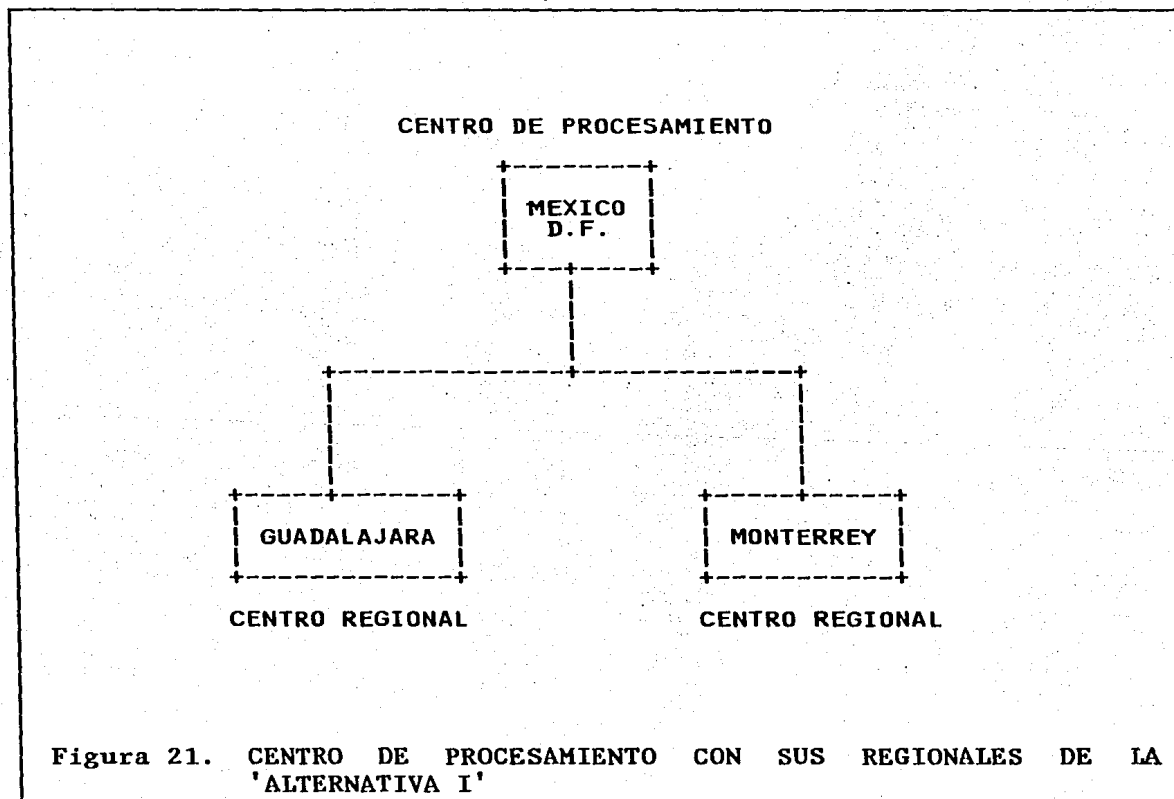 CENTRO DE PROCESAMIENTO
MEXICO
D.F.
GUADALAJARA
MONTERREY
CENTRO REGIONAL
CENTRO REGIONAL
Figura 21. CENTRO DE PROCESAMIENTO CON SUS REGIONALES DE LA
'ALTERNATIVA I'